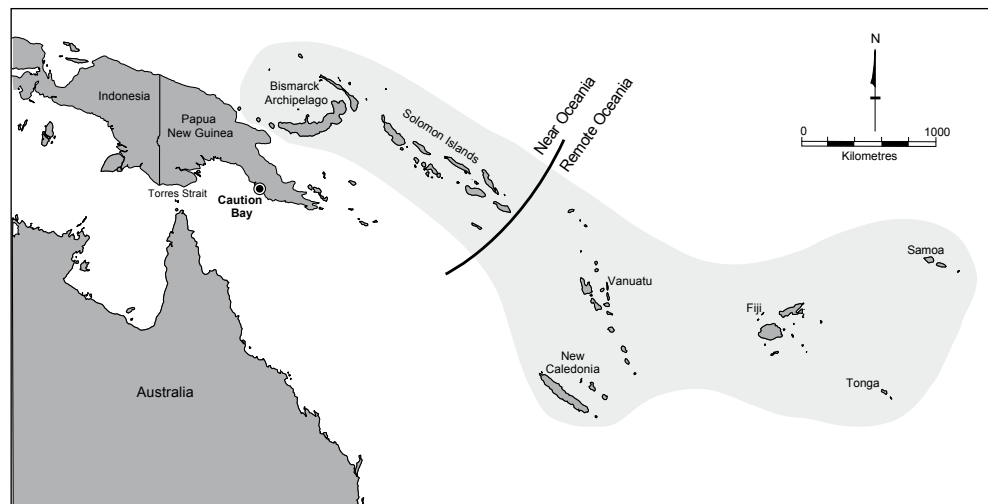 N
0 1000
Kilometres
Bismarck
Archipelago
Indonesia
Papua
New Guinea
Solomon Islands
Near Oceania
Remote Oceania
Torres Strait
Caution
Bay
Samoa
Vanuatu
Fiji
New
Caledonia
Tonga
Australia